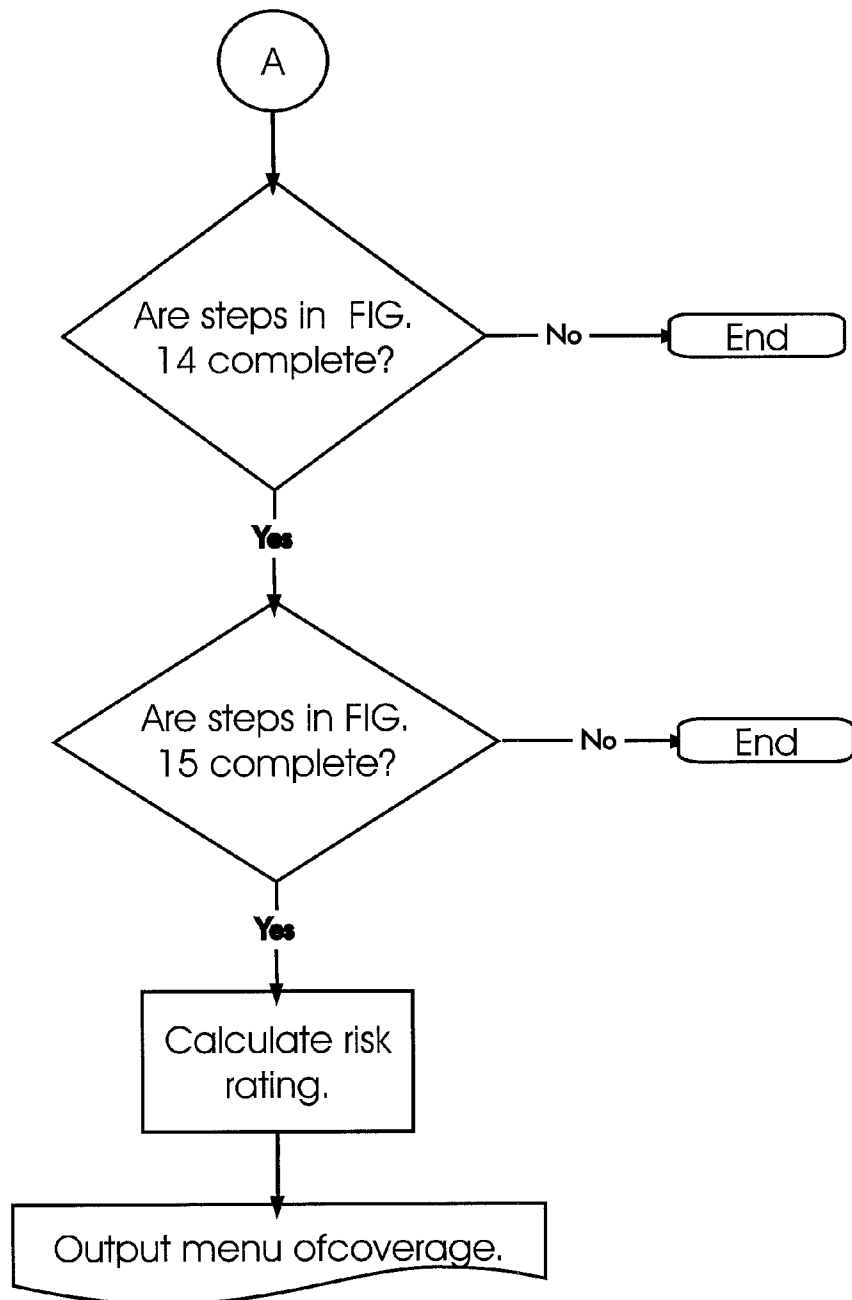 A
Are steps in FIG.
14 complete?
No
End
Yes
Are steps in FIG.
15 complete?
No
End
Yes
Calculate risk
rating.
Output menu ofcoverage.